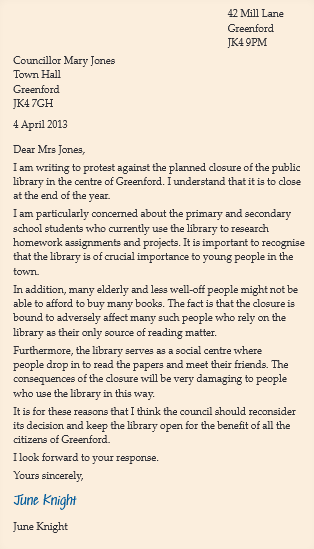 42 Mill Lane
Greenford
JK4 9PM
Councillor Mary Jones
Town Hall
Greenford
JK4 7GH
4 April 2013
Dear Mrs Jones,
I am writing to protest against the planned closure of the public
library in the centre of Greenford. I understand that it is to close
at the end of the year.
I am particularly concerned about the primary and secondary
school students who currently use the library to research
homework assignments and projects. It is important to recognise
that the library is of crucial importance to young people in the
town.
In addition, many elderly and less well-off people might not be
able to afford to buy many books. The fact is that the closure is
bound to adversely affect many such people who rely on the
library as their only source of reading matter.
Furthermore, the library serves as a social centre where
people drop in to read the papers and meet their friends. The
consequences of the closure will be very damaging to people
who use the library in this way.
It is for these reasons that I think the council should reconsider
its decision and keep the library open for the benefit of all the
citizens of Greenford.
I look forward to your response.
Yours sincerely,
June Knight
June Knight